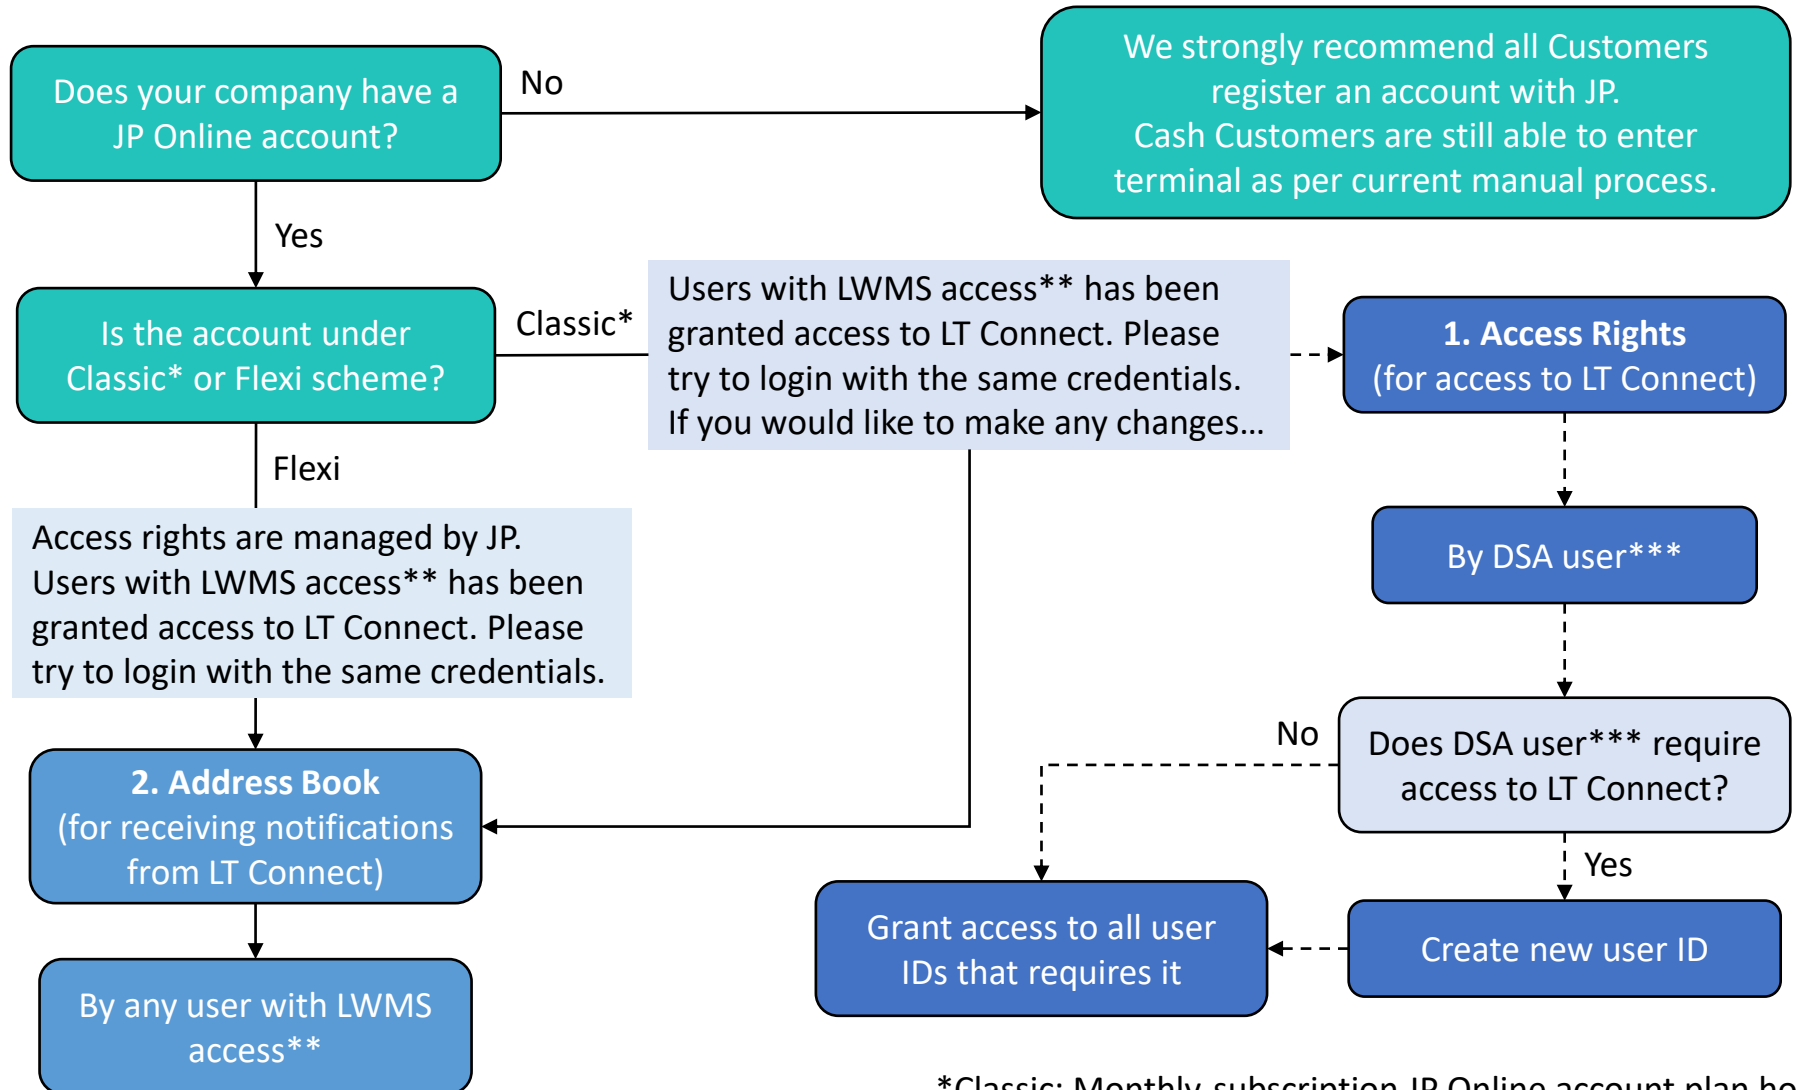 Does your company have a
JP Online account?
No
We strongly recommend all Customers
register an account with JP.
Cash Customers are still able to enter
terminal as per current manual process.
Yes
Is the account under
Classic* or Flexi scheme?
Classic*
Users with LWMS access** has been
granted access to LT Connect. Please
try to login with the same credentials.
If you would like to make any changes…
1. Access Rights
(for access to LT Connect)
Flexi
Access rights are managed by JP.
Users with LWMS access** has been
granted access to LT Connect. Please
try to login with the same credentials.
By DSA user***
No
Does DSA user*** require
access to LT Connect?
2. Address Book
(for receiving notifications
from LT Connect)
Yes
Grant access to all user
IDs that requires it
Create new user ID
By any user with LWMS
access**
*Classic: Monthly-subscription JP Online account plan